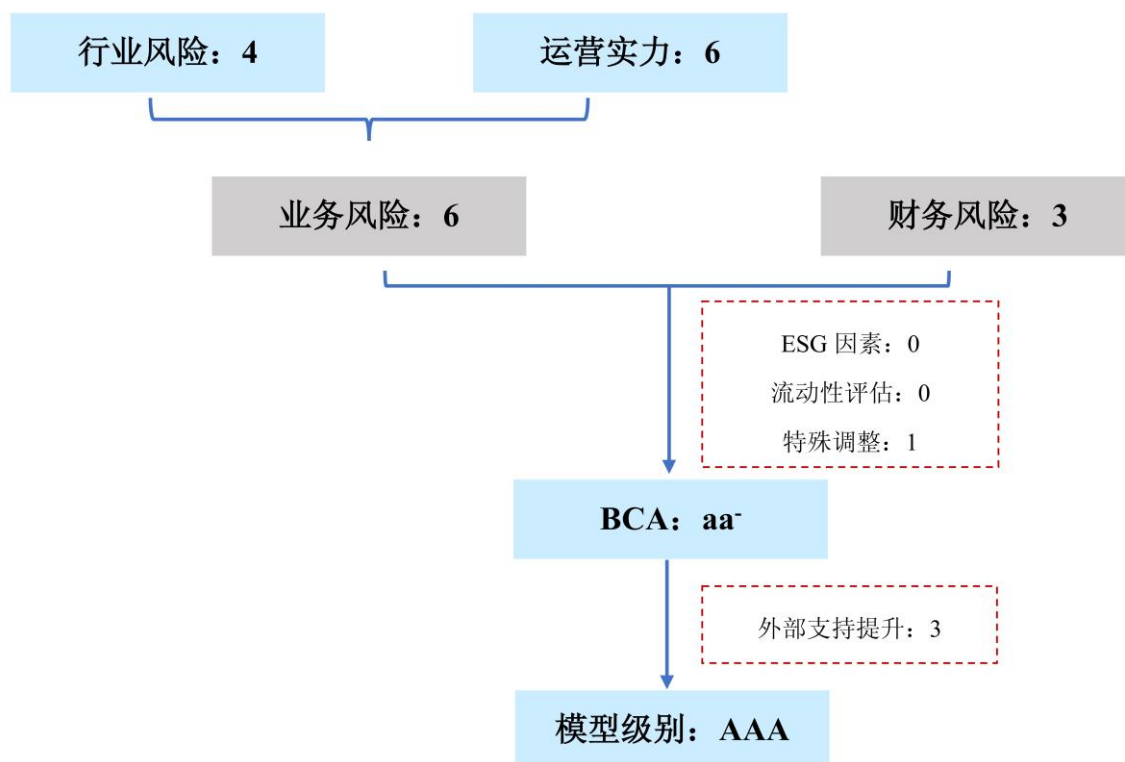 行业风险：4
运营实力：6
业务风险：6
财务风险：3
ESG 因素：0
流动性评估：0
特殊调整：1
BCA：aa-
外部支持提升：3
模型级别：AAA